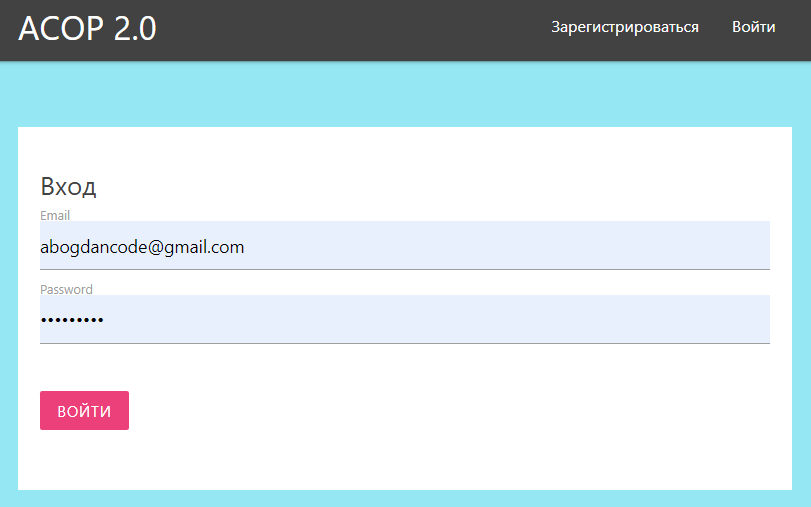 АСОР 2.0
Зарегистрироваться Войти
Вход
Email
abogdancode@gmail.com
Password
•••••••••
ВОЙТИ